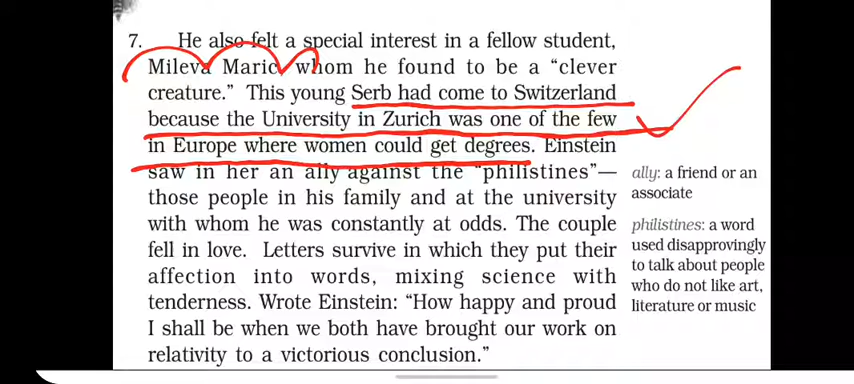 7. He also felt a special interest in a fellow student,
Mileva Maric, whom he found to be a “clever
creature.” This young Serb had come to Switzerland
because the University in Zurich was one of the few
in Europe where women could get degrees. Einstein
saw in her an ally against the “philistines”—
those people in his family and at the university
with whom he was constantly at odds. The couple
fell in love. Letters survive in which they put their
affection into words, mixing science with
tenderness. Wrote Einstein: “How happy and proud
I shall be when we both have brought our work on
relativity to a victorious conclusion.”
ally: a friend or an
associate
philistines: a word
used disapprovingly
to talk about people
who do not like art,
literature or music